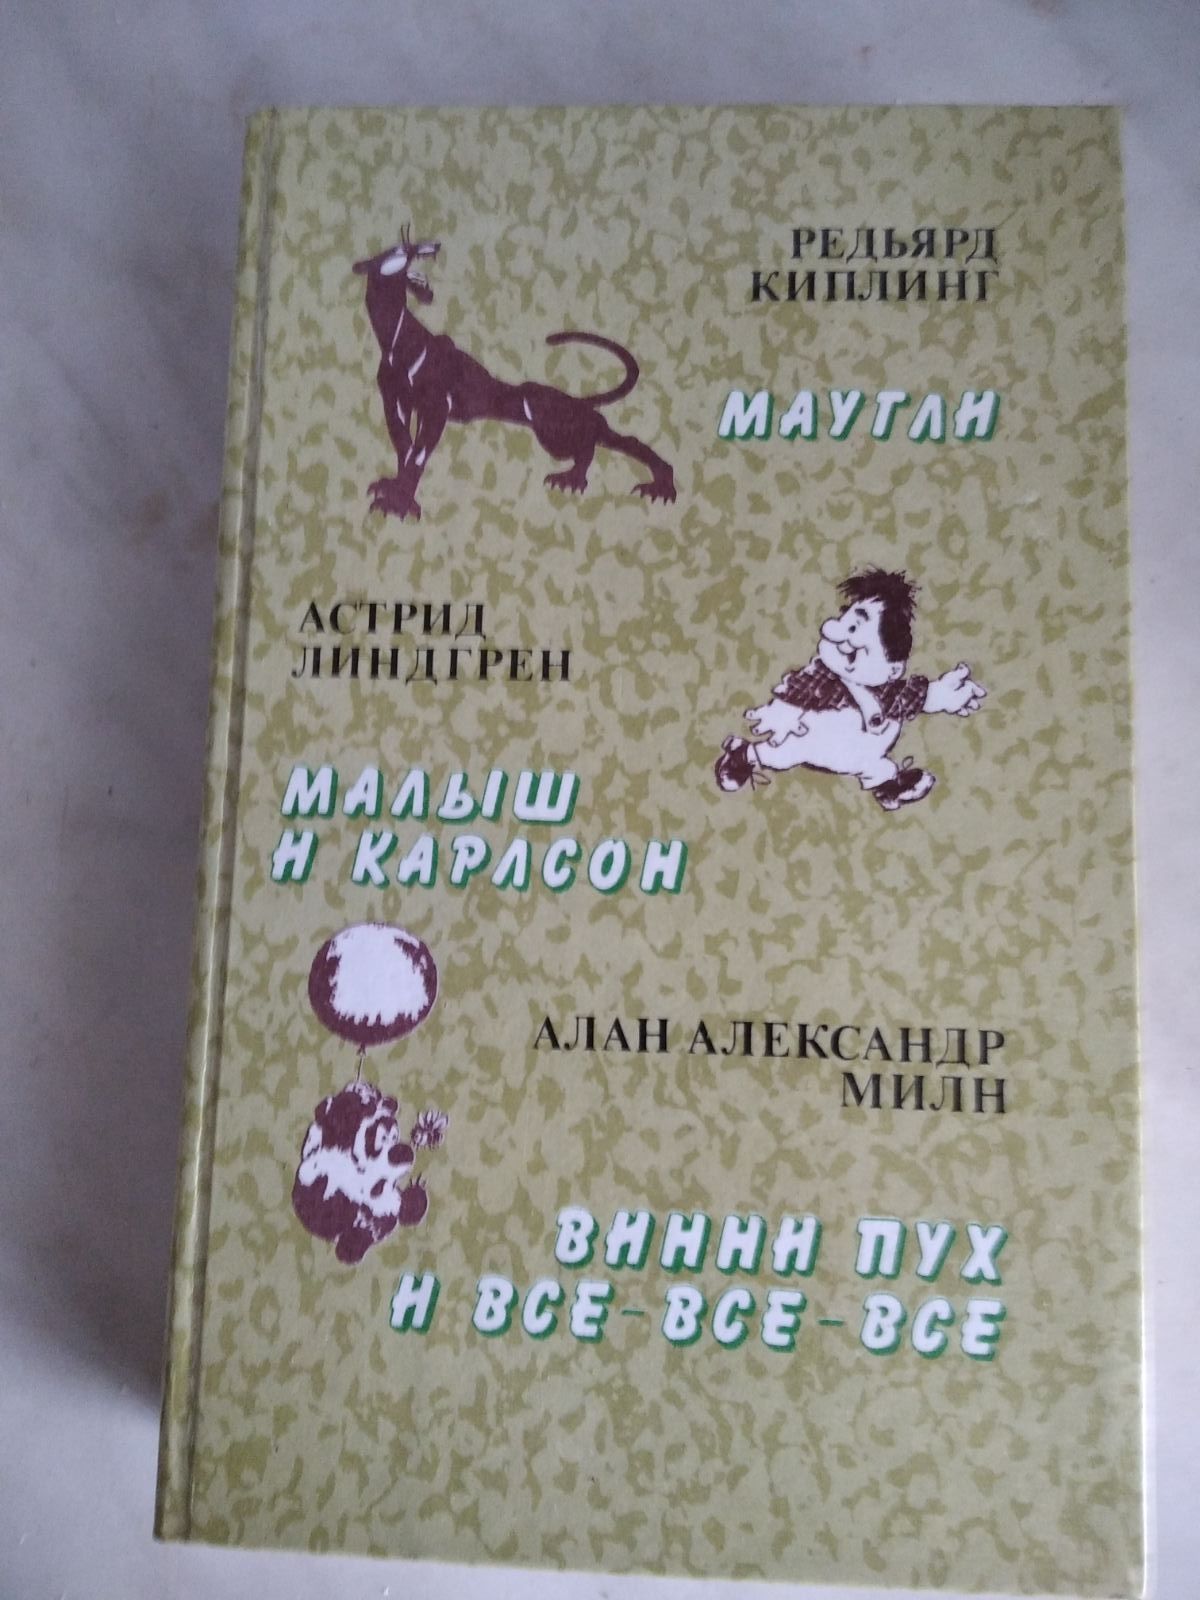 РЕДЬЯРД
КИПЛИНГ
МАУГЛИ
АСТРИД
ЛИНДГРЕН
МАЛЫШ
И КАРЛСОН
АЛАН АЛЕКСАНДР
МИЛН
ВИННИ ПУХ
И ВСЕ-ВСЕ-ВСЕ